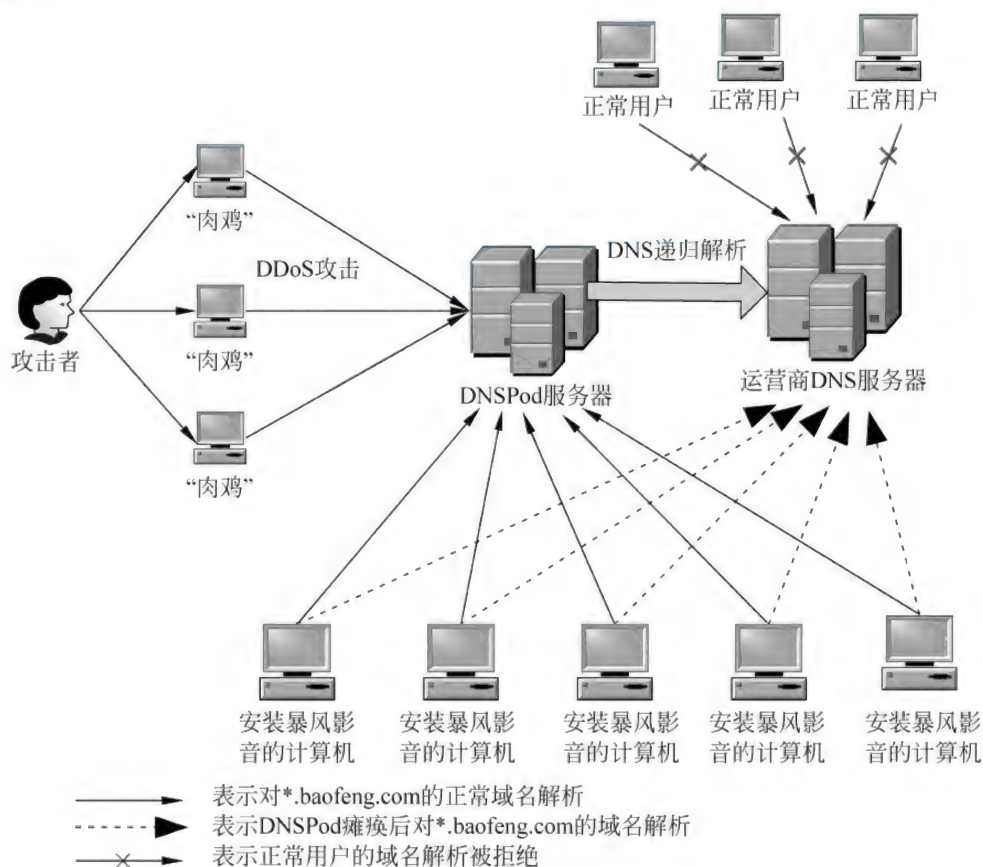 正常用户
正常用户
正常用户
“肉鸡”
DDoS攻击
DNS递归解析
攻击者
“肉鸡”
DNSPod服务器
运营商DNS服务器
“肉鸡”
安装暴风影
音的计算机
安装暴风影
音的计算机
安装暴风影
音的计算机
安装暴风影
音的计算机
安装暴风影
音的计算机
表示对*.baofeng.com的正常域名解析
表示DNSPod瘫痪后对*.baofeng.com的域名解析
表示正常用户的域名解析被拒绝